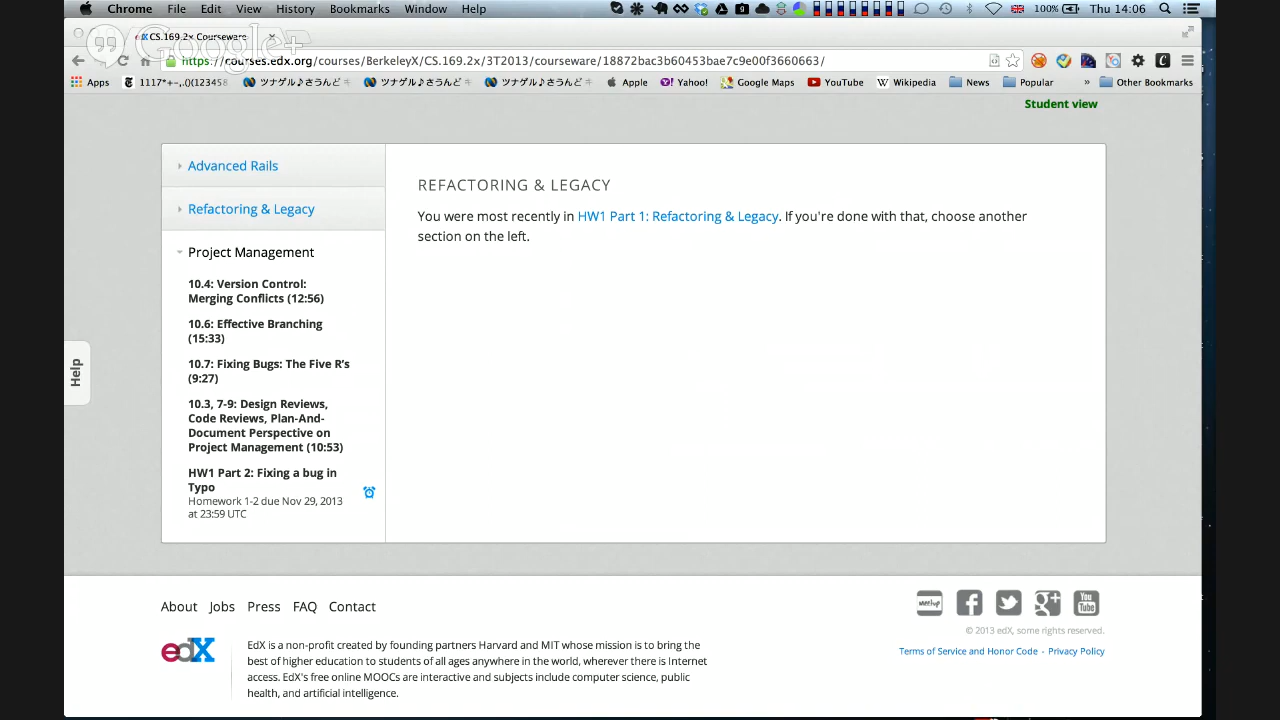 Chrome File Edit View History Bookmarks Window Help 100% Thu 14:06
CS.169.2x Courseware
Google+
https://courses.edx.org/courses/BerkeleyX/CS.169.2x/3T2013/courseware/18872bac3b60453bae7c9e00f3660663/
Apps 1117*+-,.()(123458 ツナゲル♪さうんどキ ツナゲル♪さうんどキ ツナゲル♪さうんどキ Apple Yahoo! Google Maps YouTube Wikipedia News Popular » Other Bookmarks
Student view
Advanced Rails
Refactoring & Legacy
Project Management
10.4: Version Control:
Merging Conflicts (12:56)
10.6: Effective Branching
(15:33)
10.7: Fixing Bugs: The Five R's
(9:27)
10.3, 7-9: Design Reviews,
Code Reviews, Plan-And-
Document Perspective on
Project Management (10:53)
HW1 Part 2: Fixing a bug in
Typo
Homework 1-2 due Nov 29, 2013
at 23:59 UTC
REFACTORING & LEGACY
You were most recently in HW1 Part 1: Refactoring & Legacy. If you're done with that, choose another
section on the left.
Help
About Jobs Press FAQ Contact
edX
EdX is a non-profit created by founding partners Harvard and MIT whose mission is to bring the
best of higher education to students of all ages anywhere in the world, wherever there is Internet
access. EdX's free online MOOCs are interactive and subjects include computer science, public
health, and artificial intelligence.
meetup f g+ You Tube
© 2013 edX, some rights reserved.
Terms of Service and Honor Code - Privacy Policy